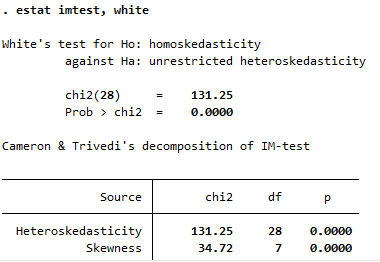 . estat imtest, white
White's test for Ho: homoskedasticity
against Ha: unrestricted heteroskedasticity
chi2(28) = 131.25
Prob > chi2 = 0.0000
Cameron & Trivedi's decomposition of IM-test
Source chi2 df p
Heteroskedasticity 131.25 28 0.0000
Skewness 34.72 7 0.0000